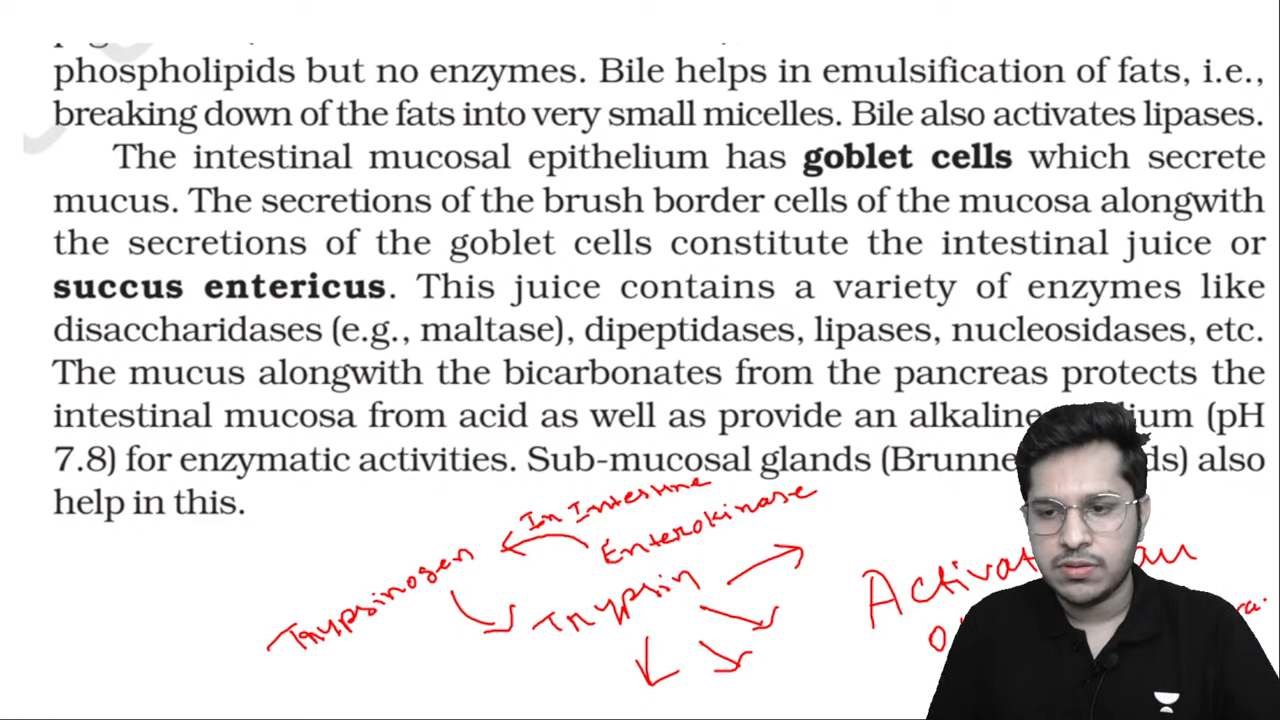 phospholipids but no enzymes. Bile helps in emulsification of fats, i.e.,
breaking down of the fats into very small micelles. Bile also activates lipases.
The intestinal mucosal epithelium has goblet cells which secrete
mucus. The secretions of the brush border cells of the mucosa alongwith
the secretions of the goblet cells constitute the intestinal juice or
succus entericus. This juice contains a variety of enzymes like
disaccharidases (e.g., maltase), dipeptidases, lipases, nucleosidases, etc.
The mucus alongwith the bicarbonates from the pancreas protects the
intestinal mucosa from acid as well as provide an alkaline (pH
7.8) for enzymatic activities. Sub-mucosal glands (Brunne ds) also
help in this.
In Intestine
Enterokinase
Trypsinogen
Trypsin
Activat